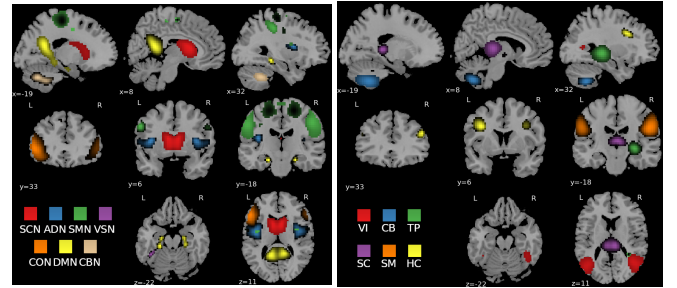 x=-19 x=8 x=32
L R L R L R
y=33 y=6 y=-18
L R L R
SCN ADN SMN VSN
CON DMN CBN
z=-22 z=11
x=-19 x=8 x=32
L R L R L R
y=33 y=6 y=-18
L R L R
VI CB TP
SC SM HC
z=-22 z=11